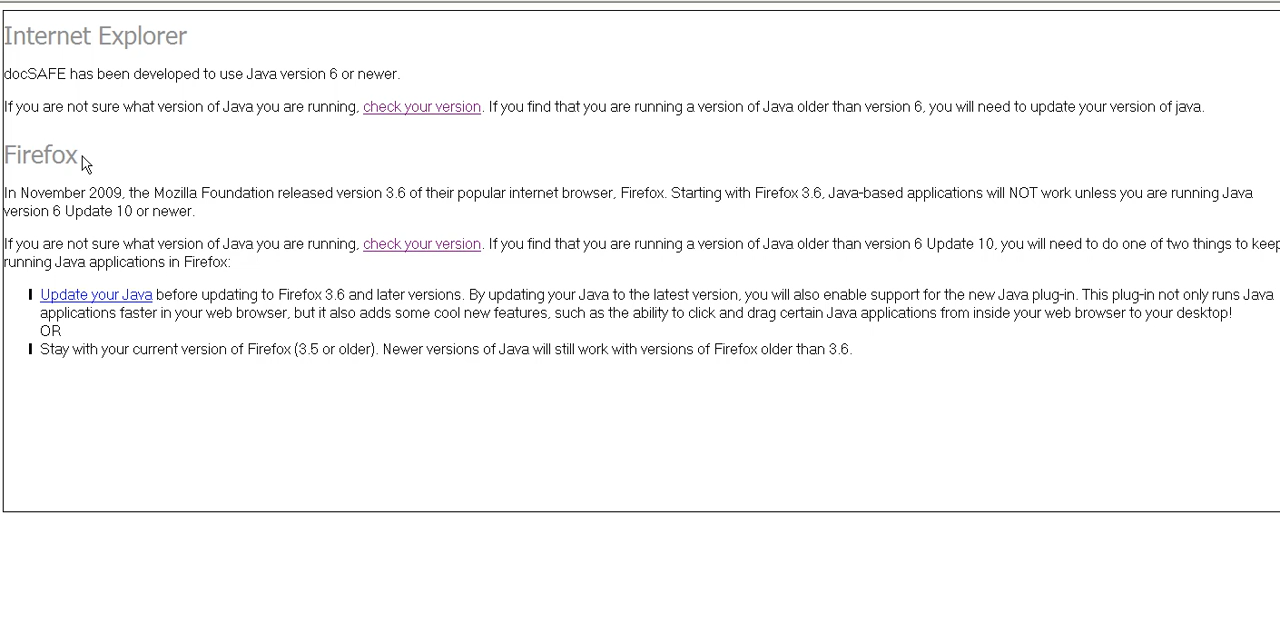 Internet Explorer
docSAFE has been developed to use Java version 6 or newer.
If you are not sure what version of Java you are running, check your version. If you find that you are running a version of Java older than version 6, you will need to update your version of java.
Firefox
In November 2009, the Mozilla Foundation released version 3.6 of their popular internet browser, Firefox. Starting with Firefox 3.6, Java-based applications will NOT work unless you are running Java
version 6 Update 10 or newer.
If you are not sure what version of Java you are running, check your version. If you find that you are running a version of Java older than version 6 Update 10, you will need to do one of two things to keep
running Java applications in Firefox:
Update your Java before updating to Firefox 3.6 and later versions. By updating your Java to the latest version, you will also enable support for the new Java plug-in. This plug-in not only runs Java
applications faster in your web browser, but it also adds some cool new features, such as the ability to click and drag certain Java applications from inside your web browser to your desktop!
OR
Stay with your current version of Firefox (3.5 or older). Newer versions of Java will still work with versions of Firefox older than 3.6.